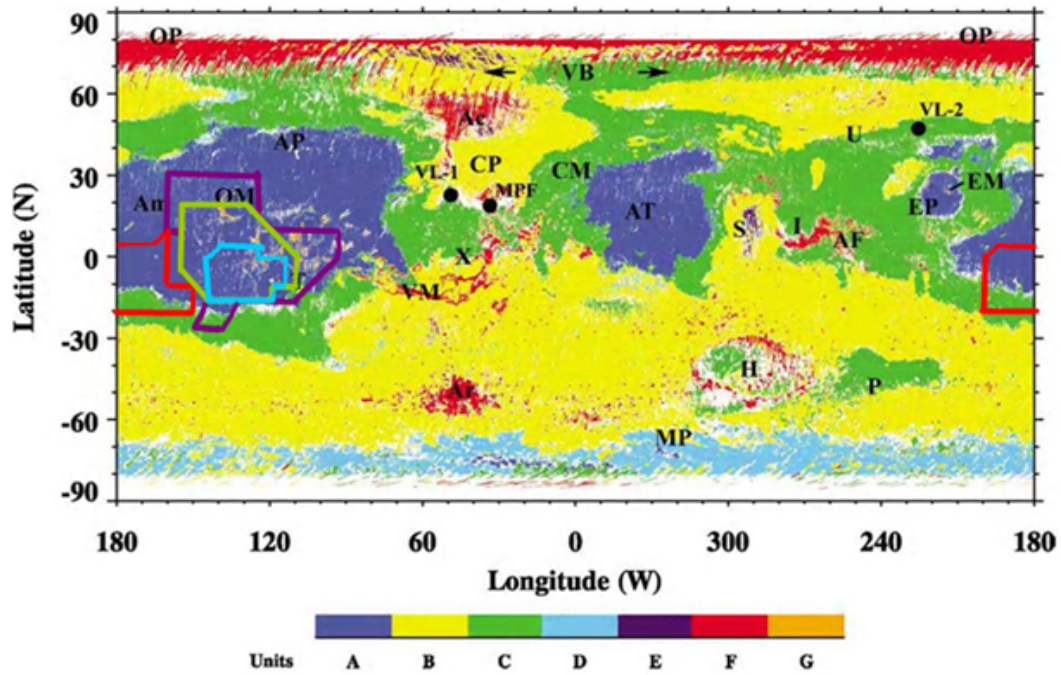 90
OP
OP
VB
60
Ac
VL-2
AP
U
30
VL-1
CP
CM
MPF
Am
OM
AT
EM
EP
S
I
AF
0
X
VM
-30
H
P
Ar
-60
MP
-90
Latitude (N)
180
120
60
0
300
240
180
Longitude (W)
Units
A
B
C
D
E
F
G